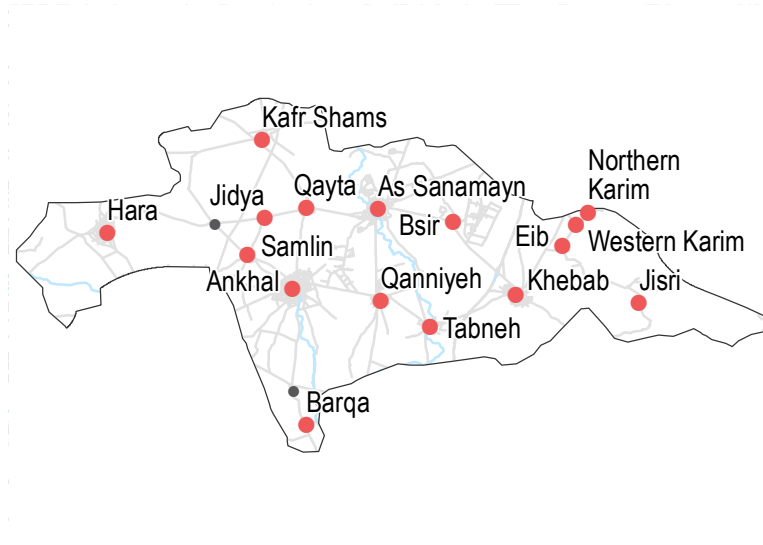 Kafr Shams
Northern
Karim
Hara
Jidya
Qayta
As Sanamayn
Bsir
Eib
Western Karim
Samlin
Ankhal
Qanniyeh
Khebab
Jisri
Tabneh
Barqa